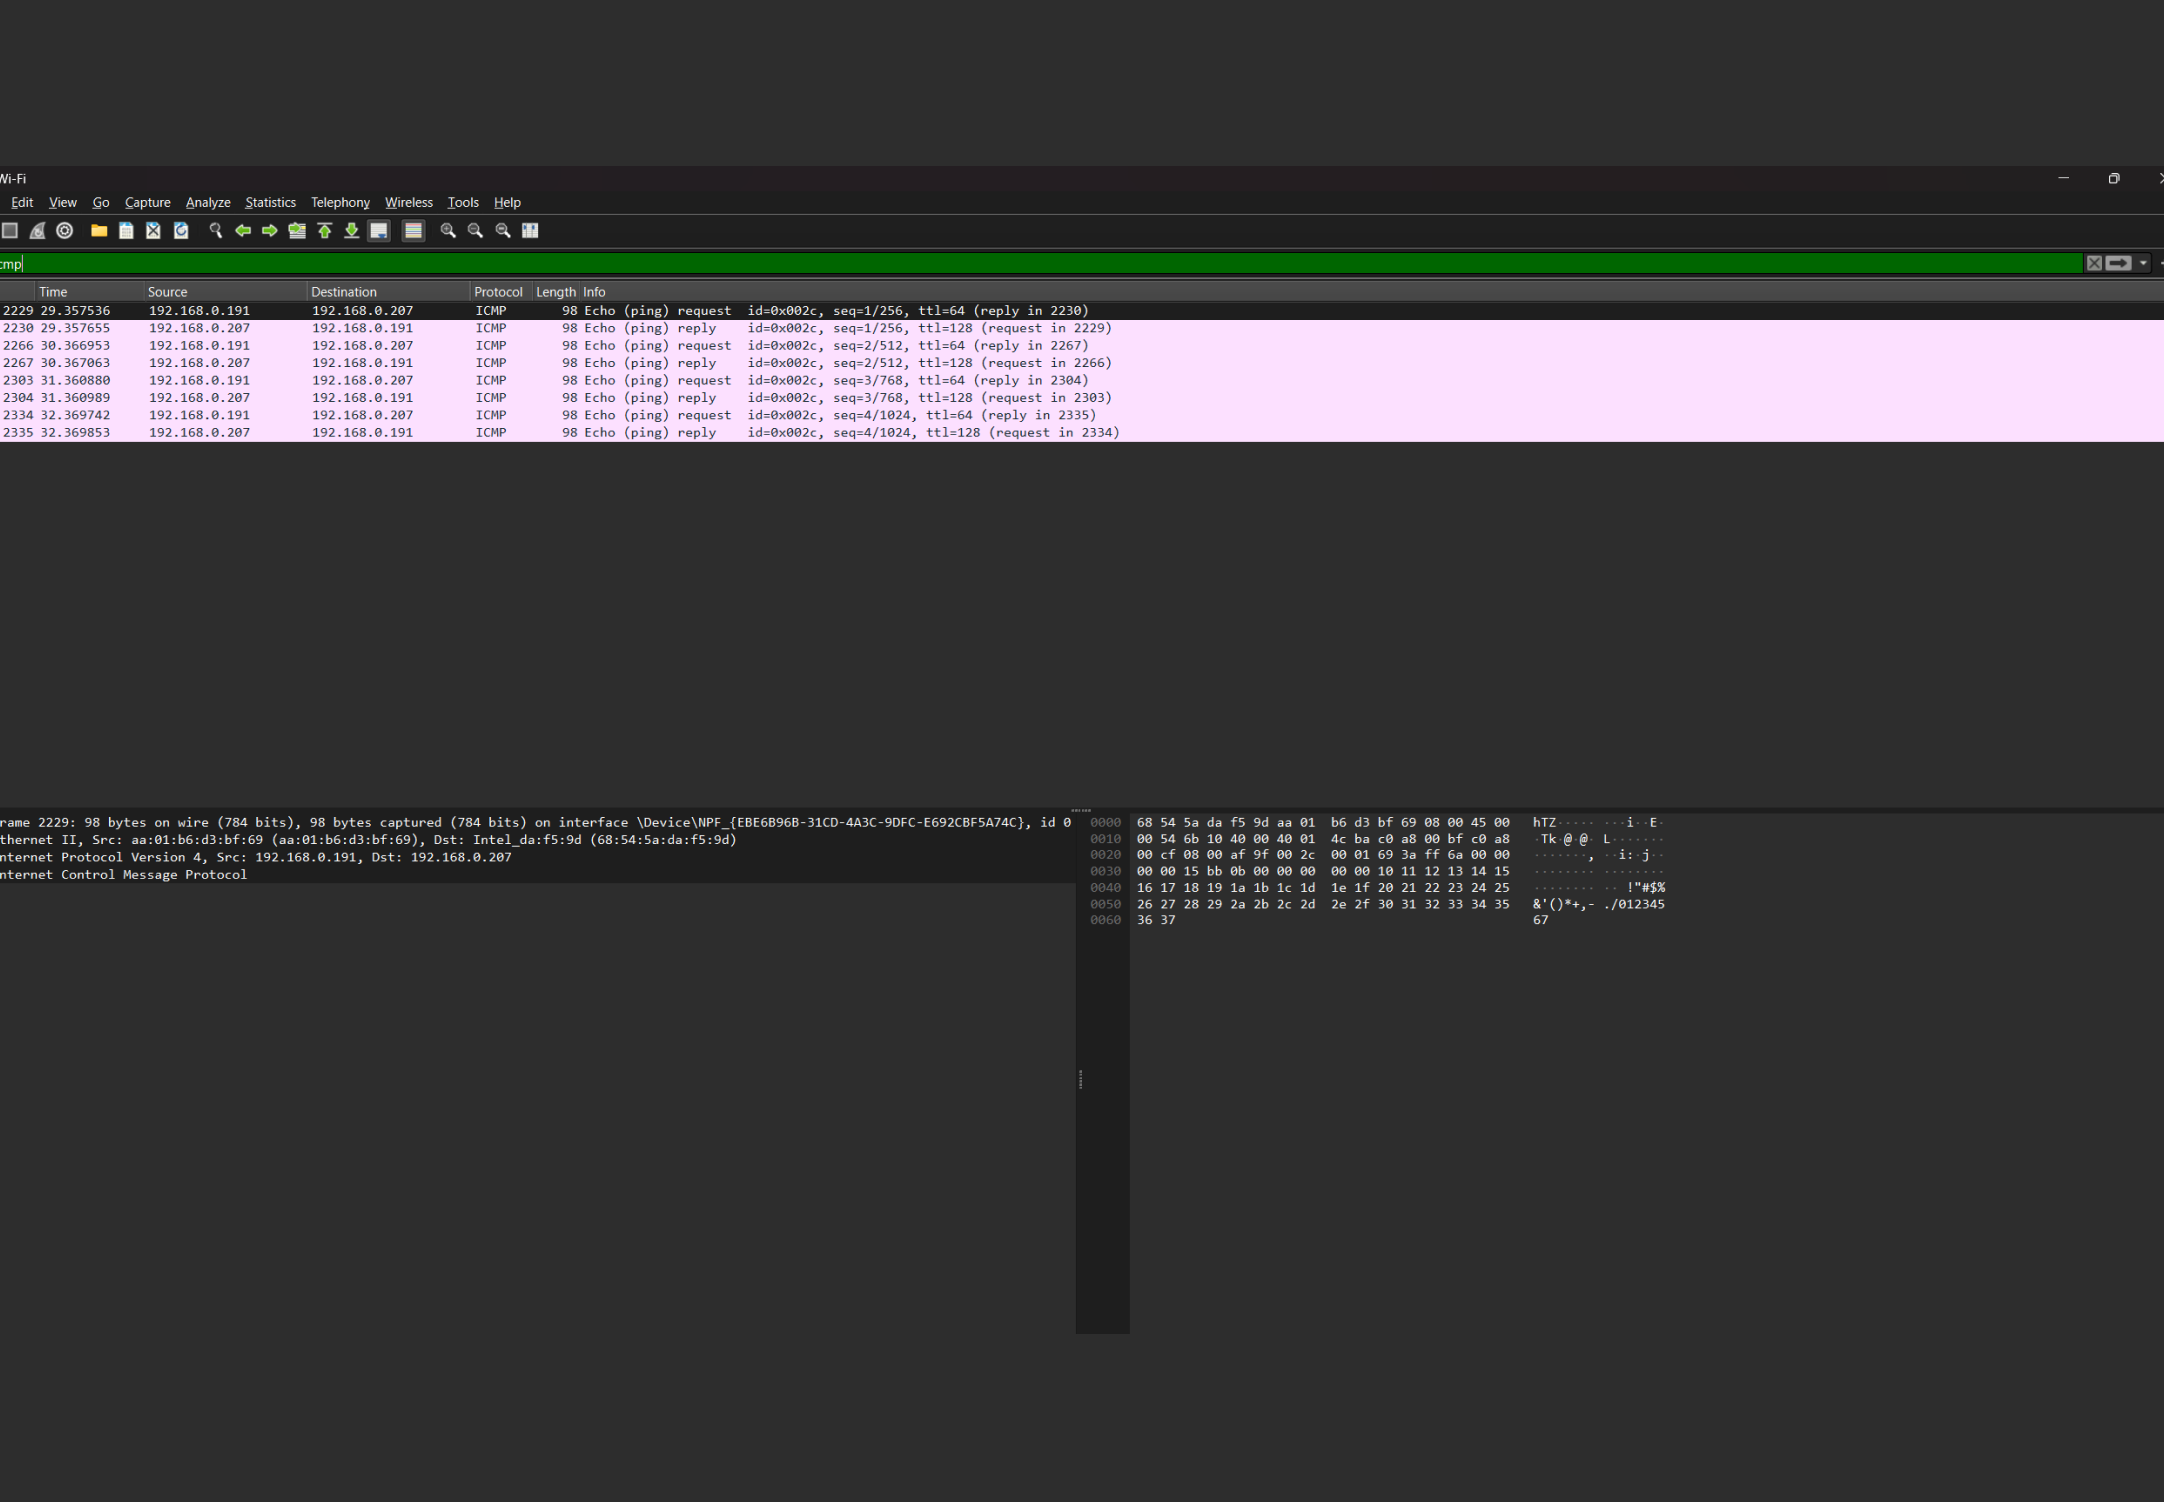 Wi-Fi
Edit View Go Capture Analyze Statistics Telephony Wireless Tools Help
cmp
Time Source Destination Protocol Length Info
2229 29.357536 192.168.0.191 192.168.0.207 ICMP 98 Echo (ping) request id=0x002c, seq=1/256, ttl=64 (reply in 2230)
2230 29.357655 192.168.0.207 192.168.0.191 ICMP 98 Echo (ping) reply id=0x002c, seq=1/256, ttl=128 (request in 2229)
2266 30.366953 192.168.0.191 192.168.0.207 ICMP 98 Echo (ping) request id=0x002c, seq=2/512, ttl=64 (reply in 2267)
2267 30.367063 192.168.0.207 192.168.0.191 ICMP 98 Echo (ping) reply id=0x002c, seq=2/512, ttl=128 (request in 2266)
2303 31.360880 192.168.0.191 192.168.0.207 ICMP 98 Echo (ping) request id=0x002c, seq=3/768, ttl=64 (reply in 2304)
2304 31.360989 192.168.0.207 192.168.0.191 ICMP 98 Echo (ping) reply id=0x002c, seq=3/768, ttl=128 (request in 2303)
2334 32.369742 192.168.0.191 192.168.0.207 ICMP 98 Echo (ping) request id=0x002c, seq=4/1024, ttl=64 (reply in 2335)
2335 32.369853 192.168.0.207 192.168.0.191 ICMP 98 Echo (ping) reply id=0x002c, seq=4/1024, ttl=128 (request in 2334)
rame 2229: 98 bytes on wire (784 bits), 98 bytes captured (784 bits) on interface \Device\NPF_{EBE6B96B-31CD-4A3C-9DFC-E692CBF5A74C}, id 0
thernet II, Src: aa:01:b6:d3:bf:69 (aa:01:b6:d3:bf:69), Dst: Intel_da:f5:9d (68:54:5a:da:f5:9d)
nternet Protocol Version 4, Src: 192.168.0.191, Dst: 192.168.0.207
nternet Control Message Protocol
0000 68 54 5a da f5 9d aa 01 b6 d3 bf 69 08 00 45 00 hTZ·····  ···i··E·
0010 00 54 6b 10 40 00 40 01 4c ba c0 a8 00 bf c0 a8 ·Tk·@·@· L·······
0020 00 cf 08 00 af 9f 00 2c 00 01 69 3a ff 6a 00 00 ·······, ··i:·j··
0030 00 00 15 bb 0b 00 00 00 00 00 10 11 12 13 14 15 ········ ········
0040 16 17 18 19 1a 1b 1c 1d 1e 1f 20 21 22 23 24 25 ········ ·· !"#$%
0050 26 27 28 29 2a 2b 2c 2d 2e 2f 30 31 32 33 34 35 &'()*+,- ./012345
0060 36 37 67